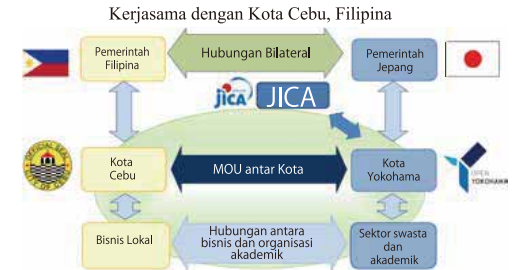 Kerjasama dengan Kota Cebu, Filipina
Pemerintah
Filipina
Hubungan Bilateral
Pemerintah
Jepang
jICA
JICA
Kota
Cebu
MOU antar Kota
Kota
Yokohama
OPEN
YOKOHAMA
Bisnis Lokal
Hubungan antara
bisnis dan organisasi
akademik
Sektor swasta
dan
akademik